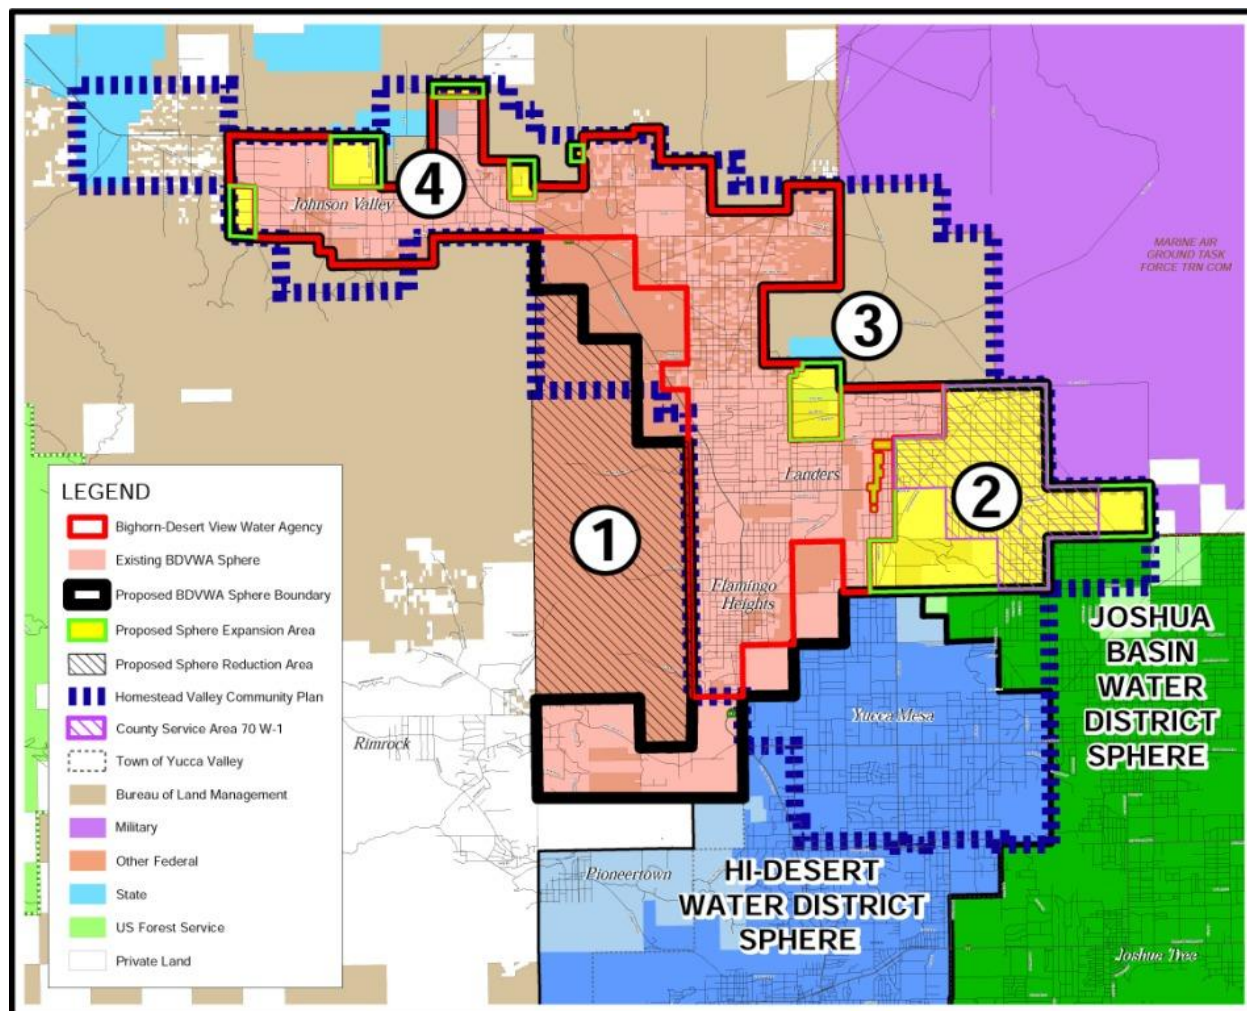 4
Johnson Valley
MARINE AIR
GROUND TASK
FORCE TRN COM
3
Landers
2
1
Flamingo
Heights
LEGEND
Bighorn-Desert View Water Agency
Existing BDVWA Sphere
Proposed BDVWA Sphere Boundary
Proposed Sphere Expansion Area
Proposed Sphere Reduction Area
Homestead Valley Community Plan
County Service Area 70 W-1
Town of Yucca Valley
Bureau of Land Management
Military
Other Federal
State
US Forest Service
Private Land
JOSHUA
BASIN
WATER
DISTRICT
SPHERE
Rimrock
Yucca Mesa
Pioneertown
HI-DESERT
WATER DISTRICT
SPHERE
Joshua Tree